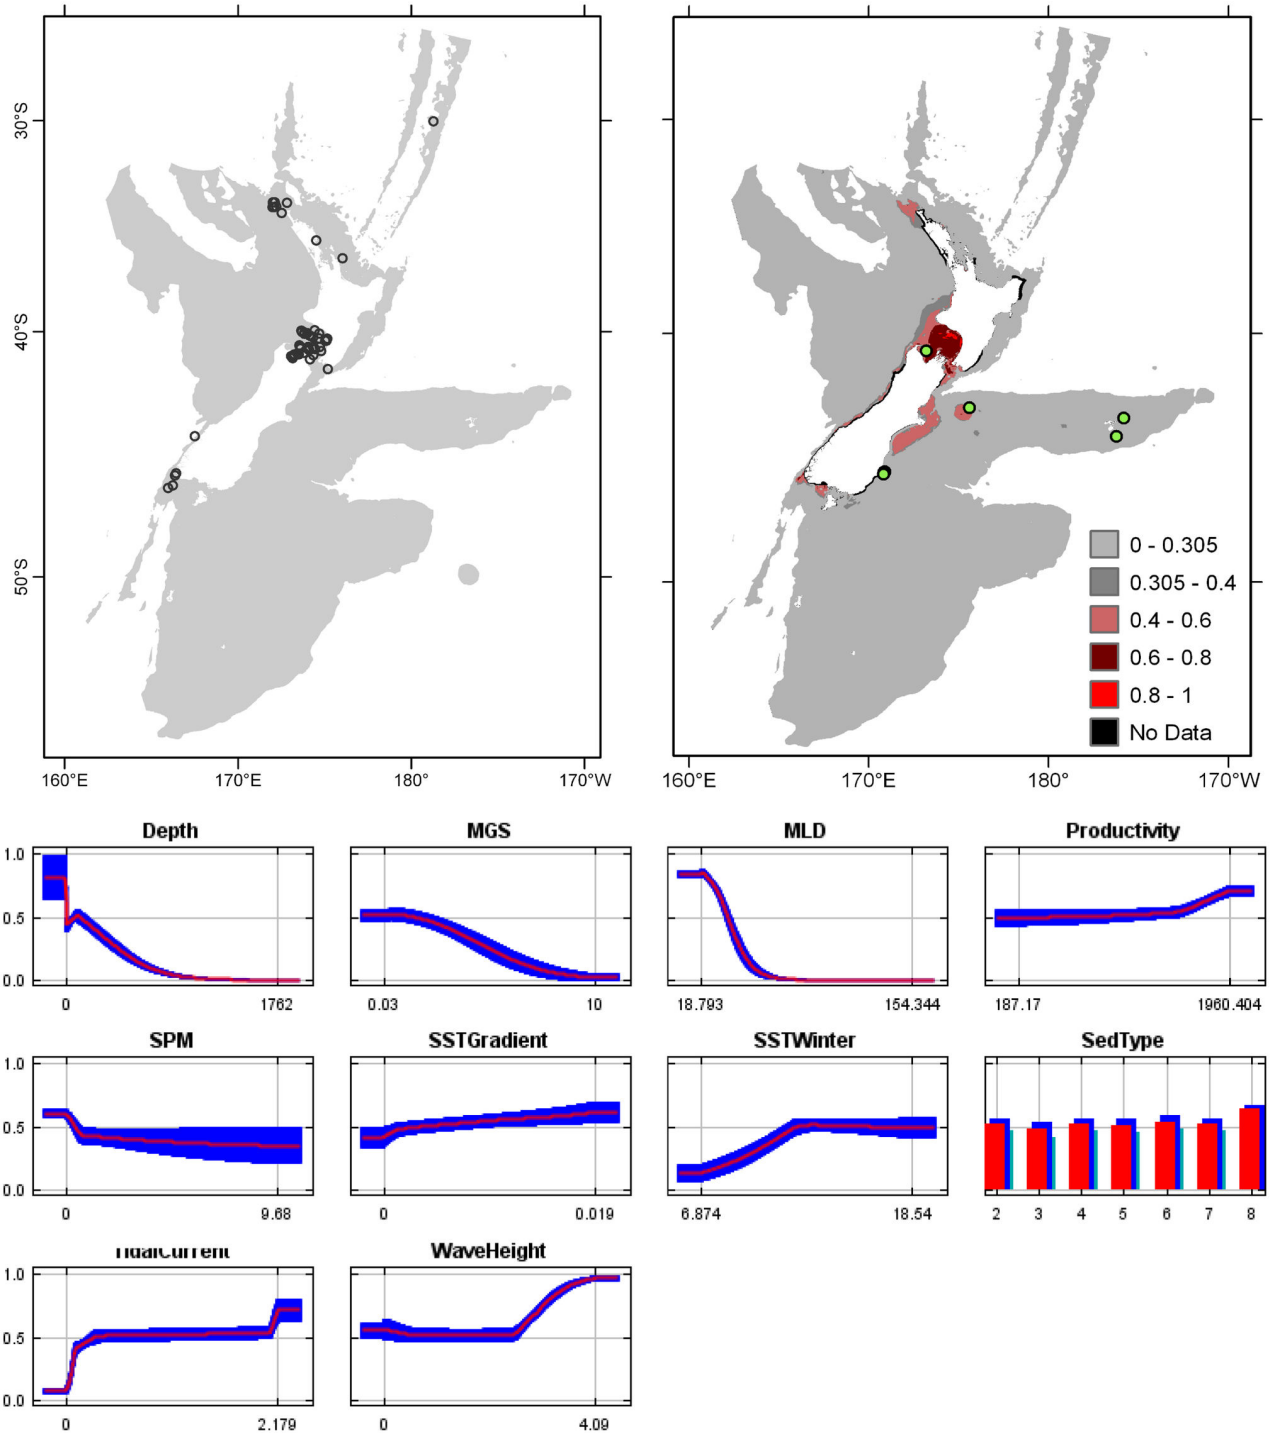 30°S
40°S
50°S
160°E 170°E 180° 170°W
0 - 0.305
0.305 - 0.4
0.4 - 0.6
0.6 - 0.8
0.8 - 1
No Data
160°E 170°E 180° 170°W
Depth MGS MLD Productivity
1.0
0.5
0.0
0 1762 0.03 10 18.793 154.344 187.17 1960.404
SPM SSTGradient SSTWinter SedType
1.0
0.5
0.0
0 9.68 0 0.019 6.874 18.54 2 3 4 5 6 7 8
TidalCurrent WaveHeight
1.0
0.5
0.0
0 2.179 0 4.09